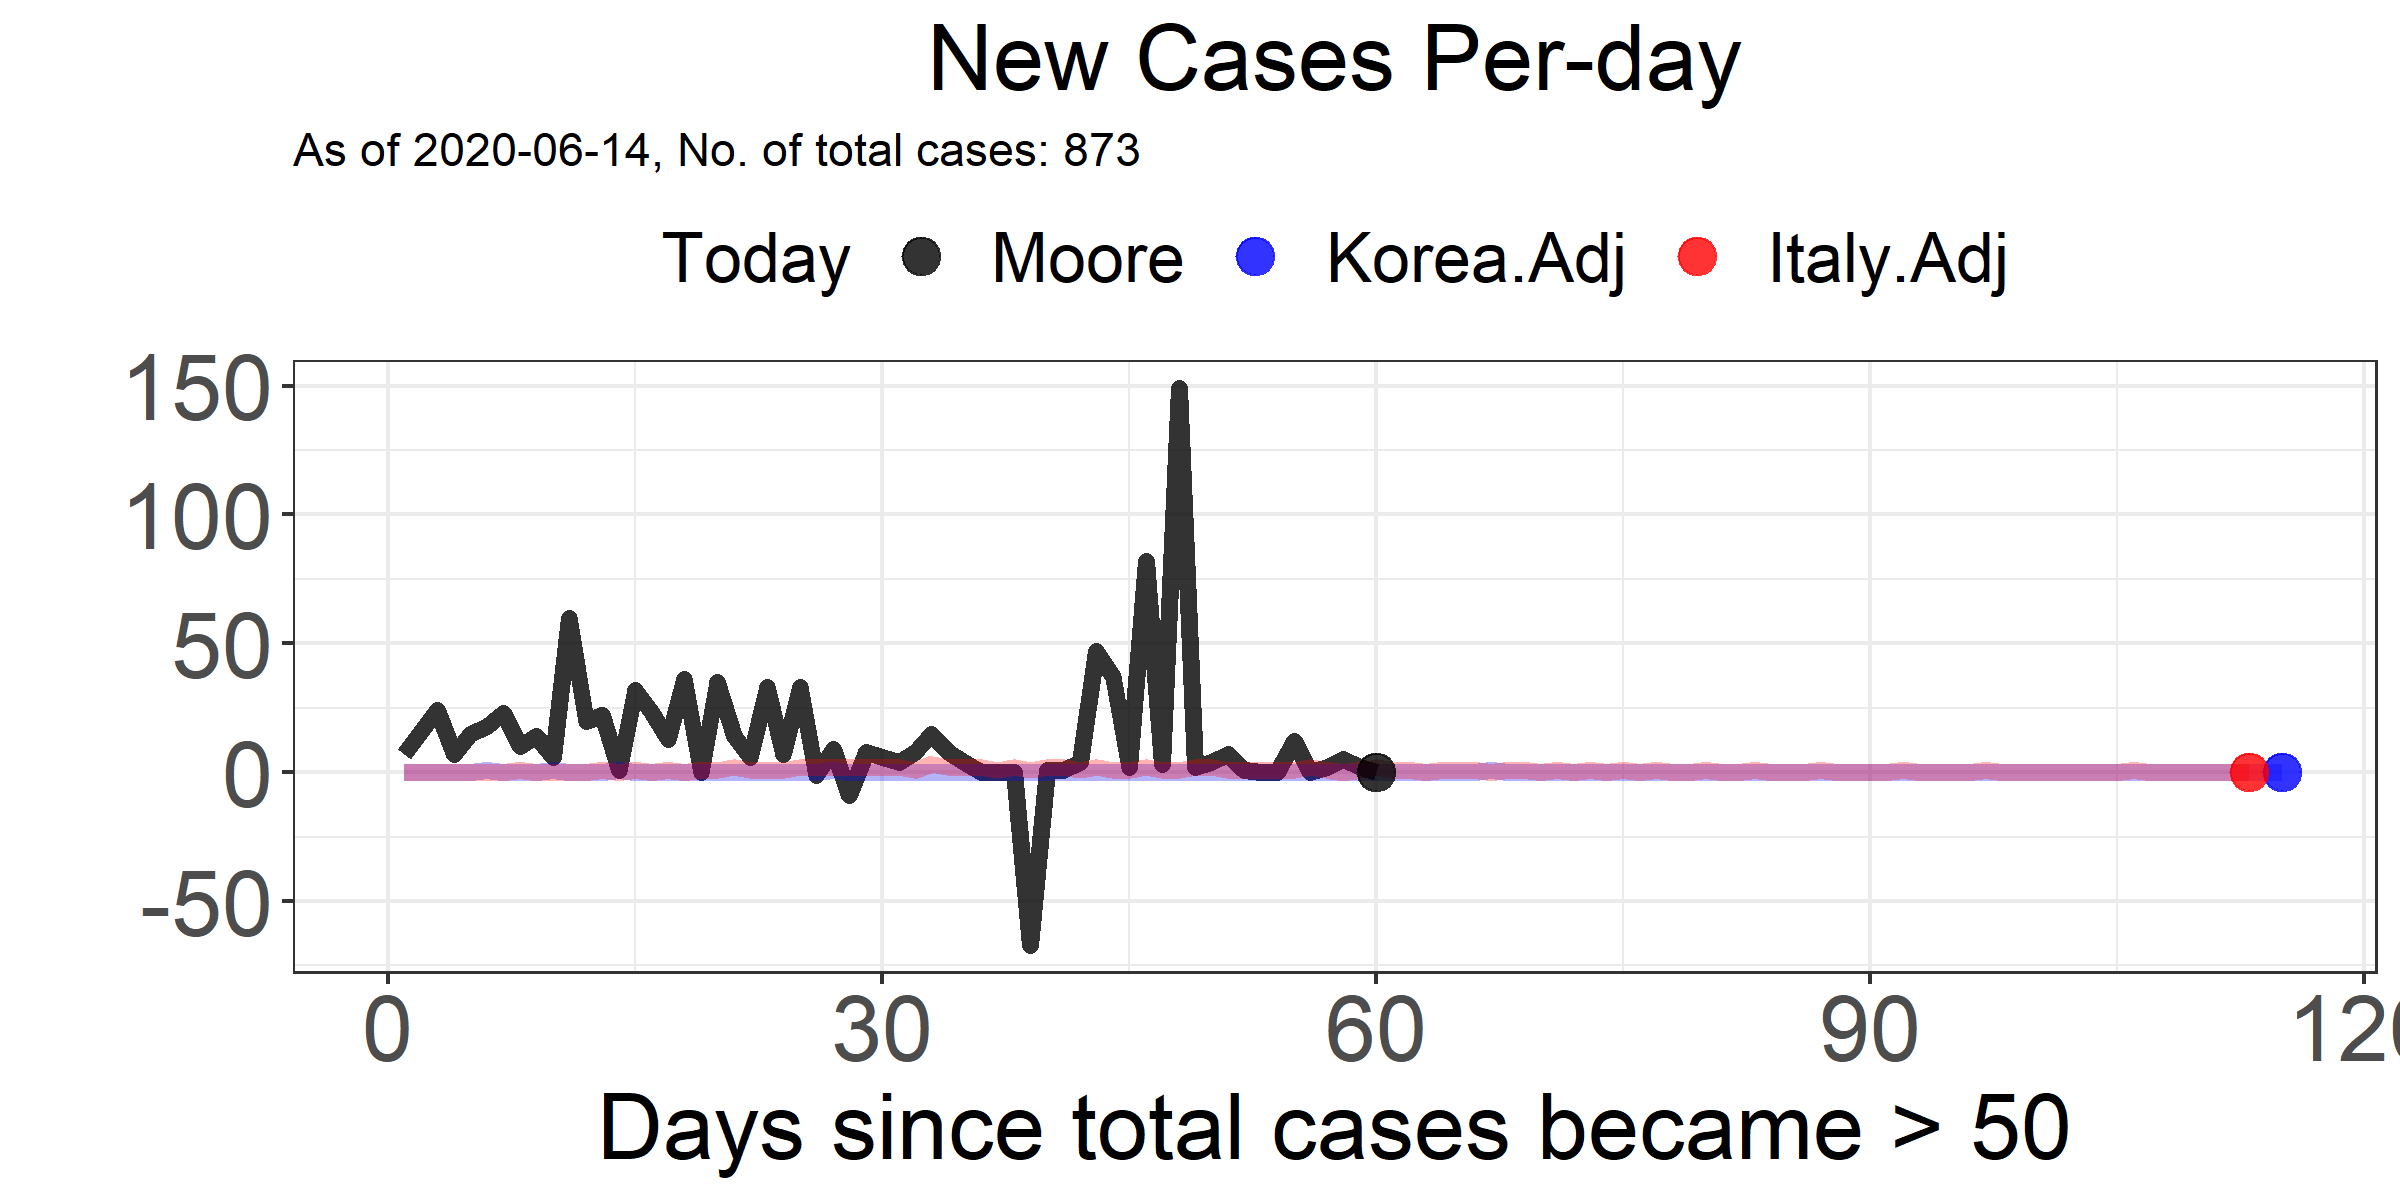 New Cases Per-day
As of 2020-06-14, No. of total cases: 873
Today Moore Korea.Adj Italy.Adj
150
100
50
0
-50
0 30 60 90 120
Days since total cases became > 50